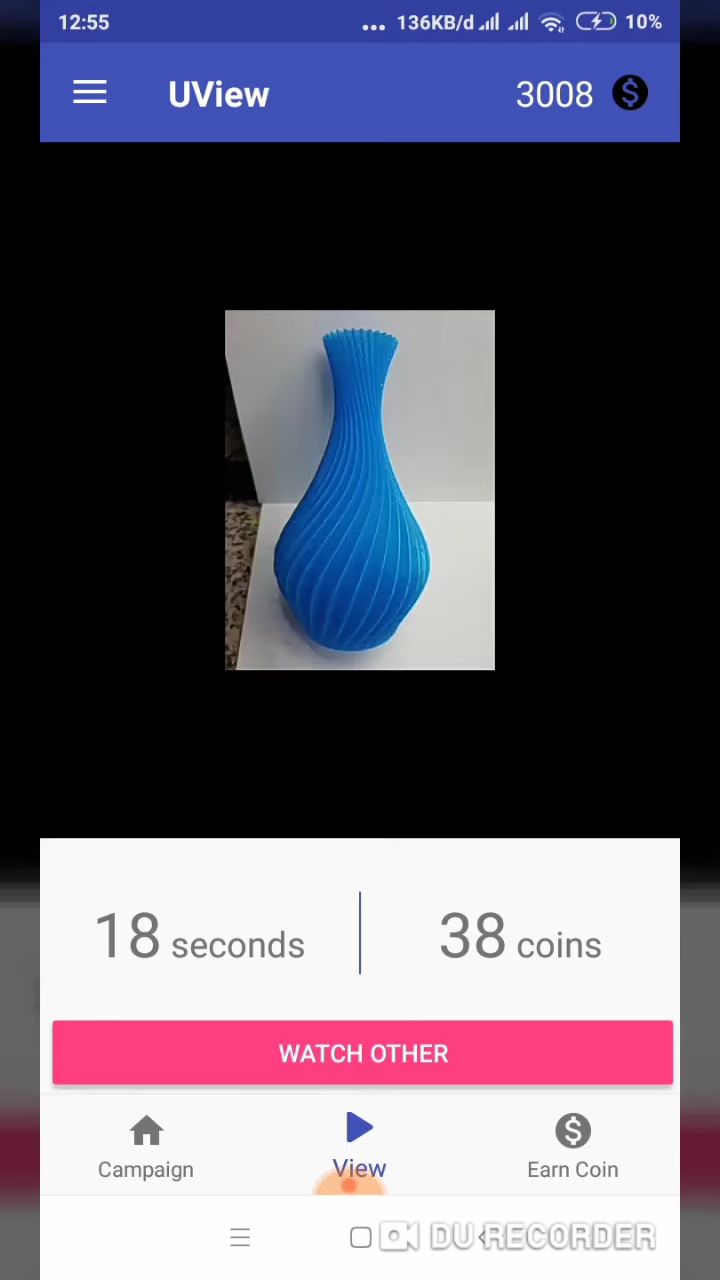 12:55 ... 136KB/d 10%
UView 3008
18 seconds 38 coins
WATCH OTHER
Campaign View Earn Coin
DU RECORDER